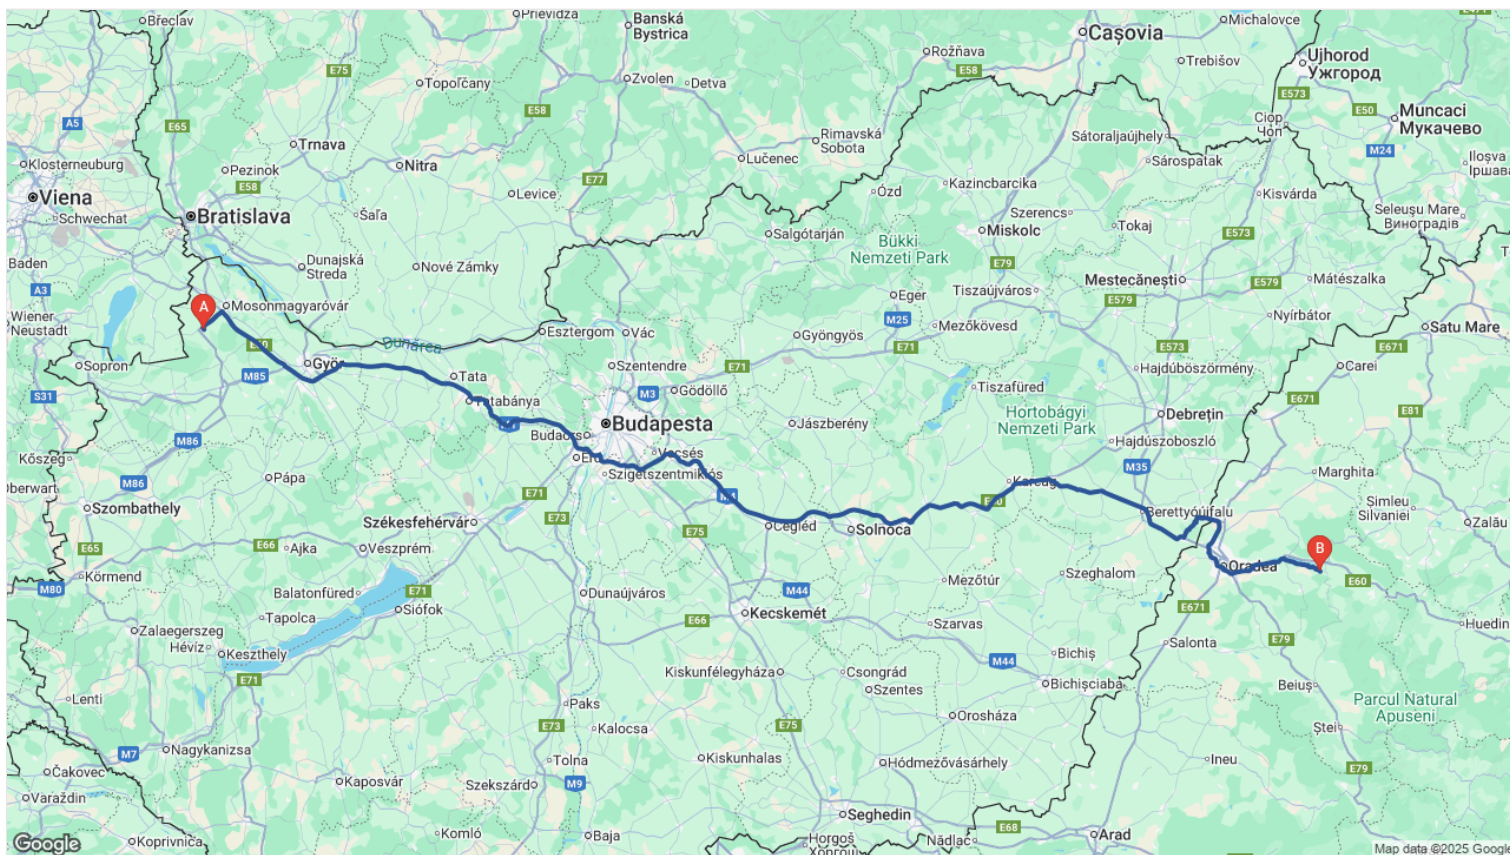 Břeclav
Prievidza
Banská
Bystrica
Michalovce
E571
Cașovia
Rožňava
E58
Trebišov
Ujhorod
Ужгород
E75
Topoľčany
Zvolen
Detva
E573
E50
Muncaci
Мукачево
A5
E65
E58
Trnava
Rimavská
Sobota
Sátoraljaújhely
Чоп
M24
Klosterneuburg
Pezinok
Nitra
Lučenec
Sárospatak
Viena
E58
Levice
E77
Ózd
Kazincbarcika
Kisvárda
Schwechat
Bratislava
Šaľa
Szerencs
Tokaj
Seleușu Mare
Виноградів
Salgótarján
Miskolc
E573
Baden
Dunajská
Streda
Nové Zámky
Bükki
Nemzeti Park
E79
Mestecănești
E579
Mátészalka
A3
Eger
Tiszaújváros
E579
A
Mosonmagyaróvár
Wiener
Neustadt
Esztergom
Vác
Gyöngyös
M25
Mezőkövesd
Nyírbátor
Satu Mare
Dunărea
E71
E573
E671
Sopron
Győr
Szentendre
E71
Hajdúböszörmény
Carei
M85
Tata
M3
Gödöllő
Tiszafüred
S31
Tatabánya
Hortobágyi
Nemzeti Park
Debrețin
E671
E81
M86
Budaörs
Budapesta
Jászberény
Hajdúszoboszló
Kőszeg
Érd
Vecsés
M35
Oberwart
M86
Pápa
Szigetszentmiklós
Karcag
Marghita
Szombathely
E71
M4
Simleu
Silvaniei
Székesfehérvár
E73
Cegléd
Solnoca
Berettyóújfalu
Zalău
E65
E66
Ajka
Veszprém
E75
B
Körmend
Oradea
M80
Balatonfüred
E71
Dunaújváros
M44
Mezőtúr
Szeghalom
E60
Tapolca
Siófok
Kecskemét
E671
Zalaegerszeg
E66
Szarvas
E79
Huedin
Hévíz
Keszthely
Salonta
E71
Kiskunfélegyháza
Csongrád
M44
Bichiș
Lenti
Szentes
Bichișciaba
Beiuș
Paks
Parcul Natural
Apuseni
E73
Kalocsa
E75
Orosháza
Ștei
M7
Nagykanizsa
Tolna
Kiskunhalas
Hódmezővásárhely
Ineu
E79
Čakovec
Kaposvár
Szekszárd
M9
Varaždin
Seghedin
E68
Arad
Google
Koprivnica
Komló
Baja
Horgoš
Хоргош
Nădlac
Map data ©2025 Google